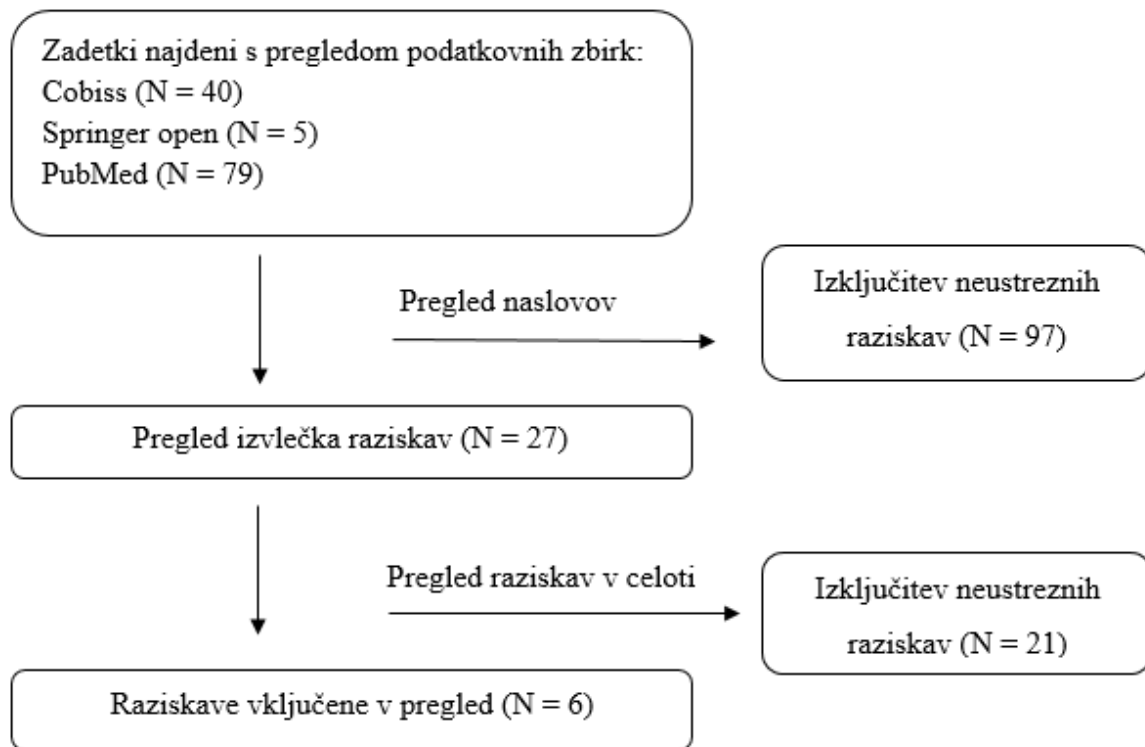 Zadetki najdeni s pregledom podatkovnih zbirk:
Cobiss (N = 40)
Springer open (N = 5)
PubMed (N = 79)
Pregled naslovov
Izključitev neustreznih
raziskav (N = 97)
Pregled izvlečka raziskav (N = 27)
Pregled raziskav v celoti
Izključitev neustreznih
raziskav (N = 21)
Raziskave vključene v pregled (N = 6)